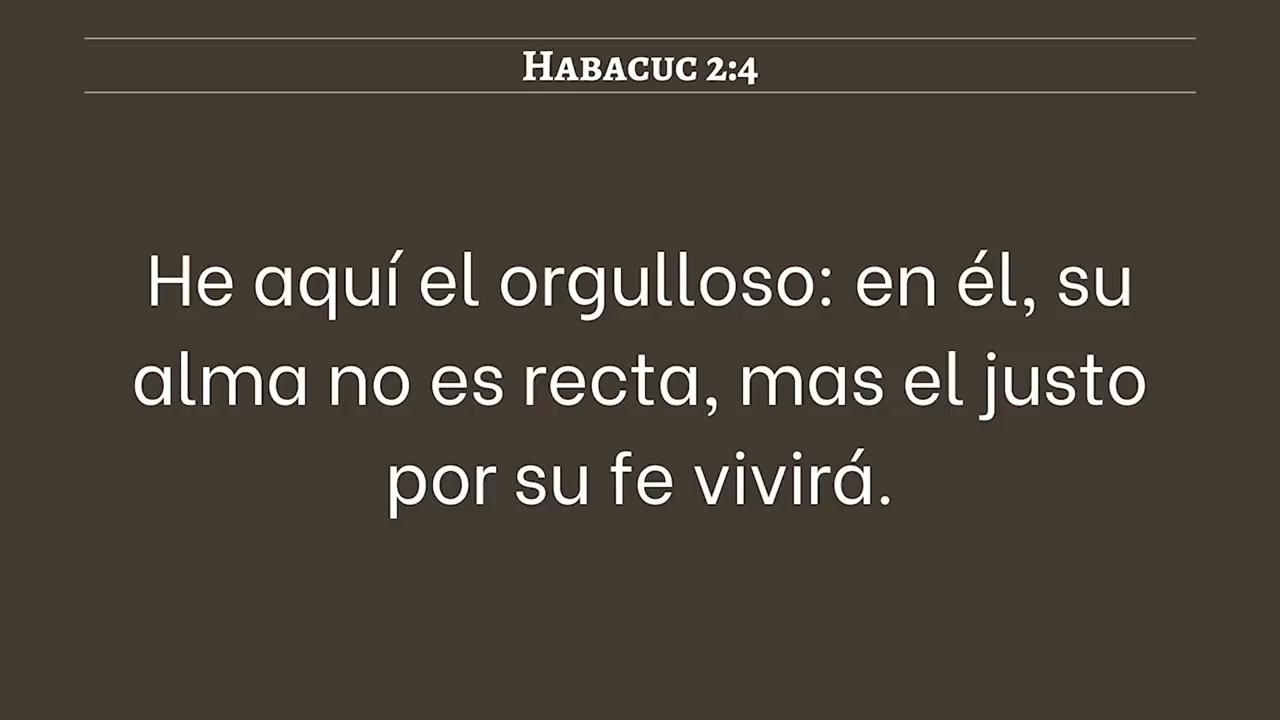 Habacuc 2:4
He aquí el orgulloso: en él, su
alma no es recta, mas el justo
por su fe vivirá.